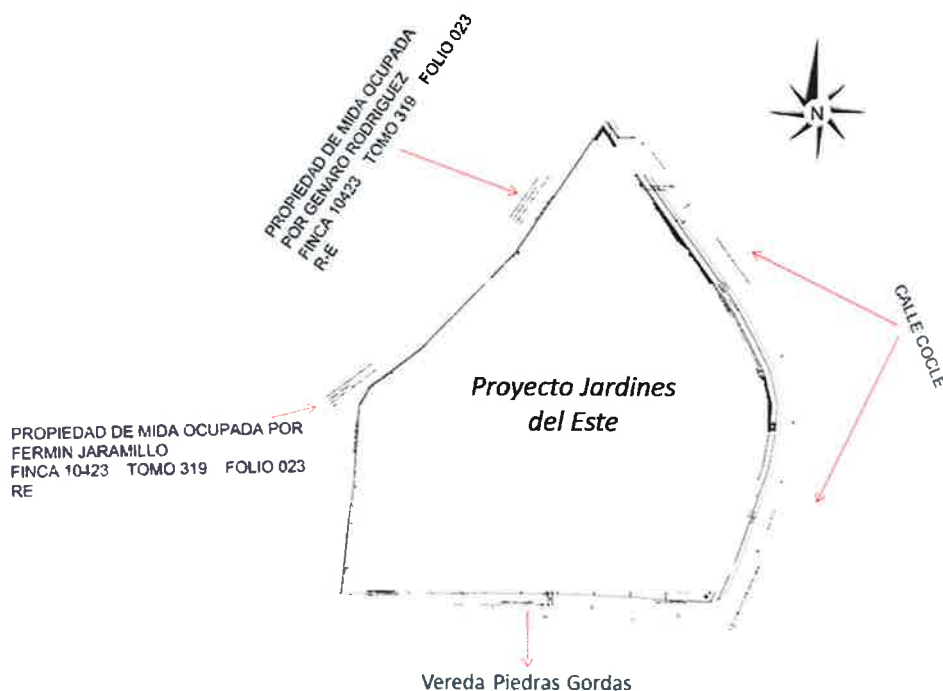 PROPIEDAD DE MIDA OCUPADA
POR GENARO RODRIGUEZ
FINCA 10423 TOMO 319 FOLIO 023
R-E
N
CALLE COCLE
Proyecto Jardines
del Este
PROPIEDAD DE MIDA OCUPADA POR
FERMIN JARAMILLO
FINCA 10423 TOMO 319 FOLIO 023
RE
Vereda Piedras Gordas